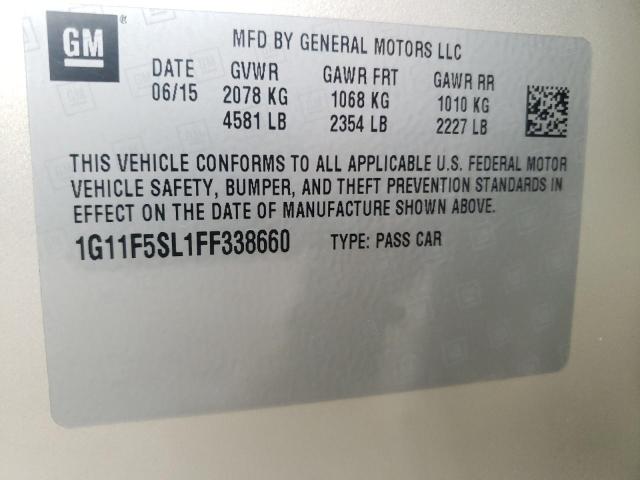 GM ®
MFD BY GENERAL MOTORS LLC
DATE GVWR GAWR FRT GAWR RR
06/15 2078 KG 1068 KG 1010 KG
4581 LB 2354 LB 2227 LB
THIS VEHICLE CONFORMS TO ALL APPLICABLE U.S. FEDERAL MOTOR
VEHICLE SAFETY, BUMPER, AND THEFT PREVENTION STANDARDS IN
EFFECT ON THE DATE OF MANUFACTURE SHOWN ABOVE.
1G11F5SL1FF338660 TYPE: PASS CAR